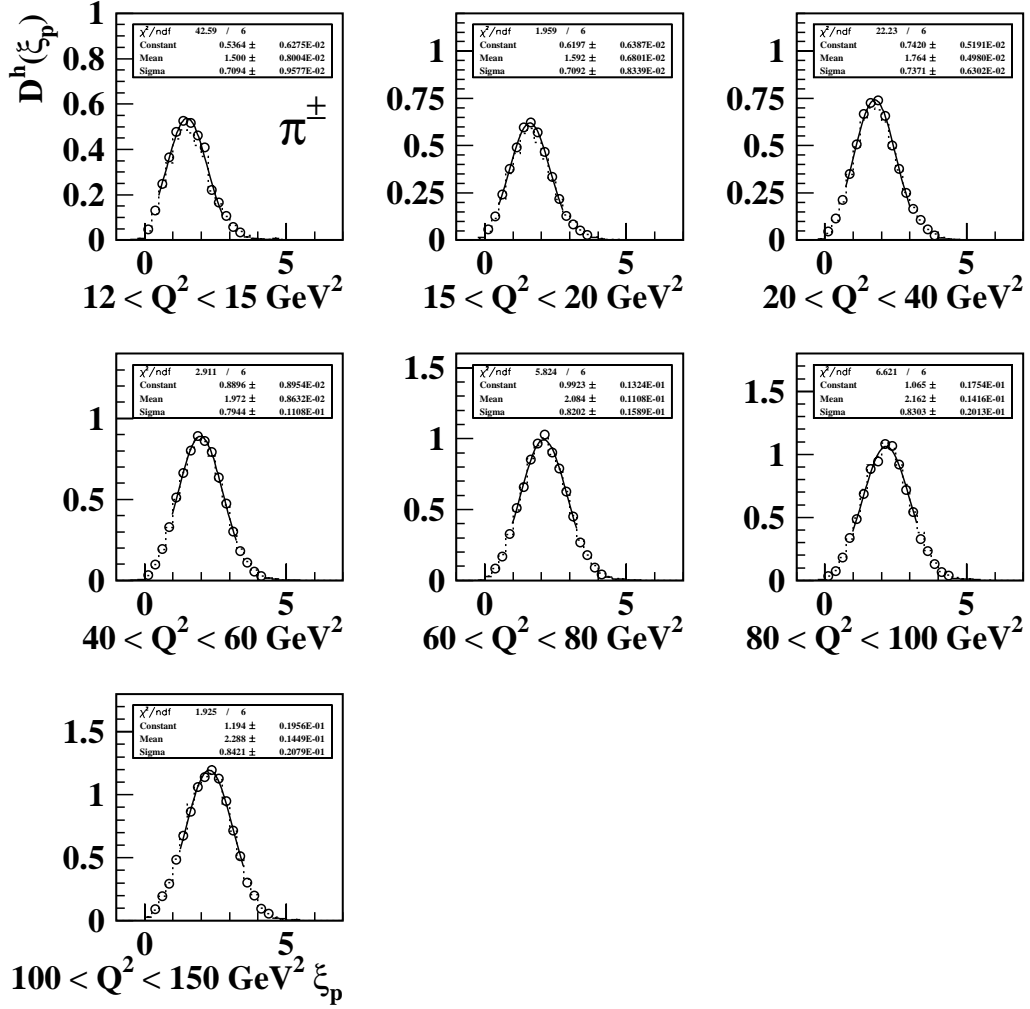 D^h(ξ_p)
1
0.8
0.6
0.4
0.2
0
χ²/ndf 42.59 / 6
Constant 0.5364 ± 0.6275E-02
Mean 1.500 ± 0.8004E-02
Sigma 0.7094 ± 0.9577E-02
π^±
0 5
12 < Q² < 15 GeV²
1
0.75
0.5
0.25
0
χ²/ndf 1.959 / 6
Constant 0.6197 ± 0.6387E-02
Mean 1.592 ± 0.6801E-02
Sigma 0.7092 ± 0.8339E-02
0 5
15 < Q² < 20 GeV²
1
0.75
0.5
0.25
0
χ²/ndf 22.23 / 6
Constant 0.7420 ± 0.5191E-02
Mean 1.764 ± 0.4980E-02
Sigma 0.7371 ± 0.6302E-02
0 5
20 < Q² < 40 GeV²
1
0.5
0
χ²/ndf 2.911 / 6
Constant 0.8896 ± 0.8954E-02
Mean 1.972 ± 0.8632E-02
Sigma 0.7944 ± 0.1108E-01
0 5
40 < Q² < 60 GeV²
1.5
1
0.5
0
χ²/ndf 5.824 / 6
Constant 0.9923 ± 0.1324E-01
Mean 2.084 ± 0.1108E-01
Sigma 0.8202 ± 0.1589E-01
0 5
60 < Q² < 80 GeV²
1.5
1
0.5
0
χ²/ndf 6.621 / 6
Constant 1.065 ± 0.1754E-01
Mean 2.162 ± 0.1416E-01
Sigma 0.8303 ± 0.2013E-01
0 5
80 < Q² < 100 GeV²
1.5
1
0.5
0
χ²/ndf 1.925 / 6
Constant 1.194 ± 0.1956E-01
Mean 2.288 ± 0.1449E-01
Sigma 0.8421 ± 0.2079E-01
0 5
100 < Q² < 150 GeV² ξ_p